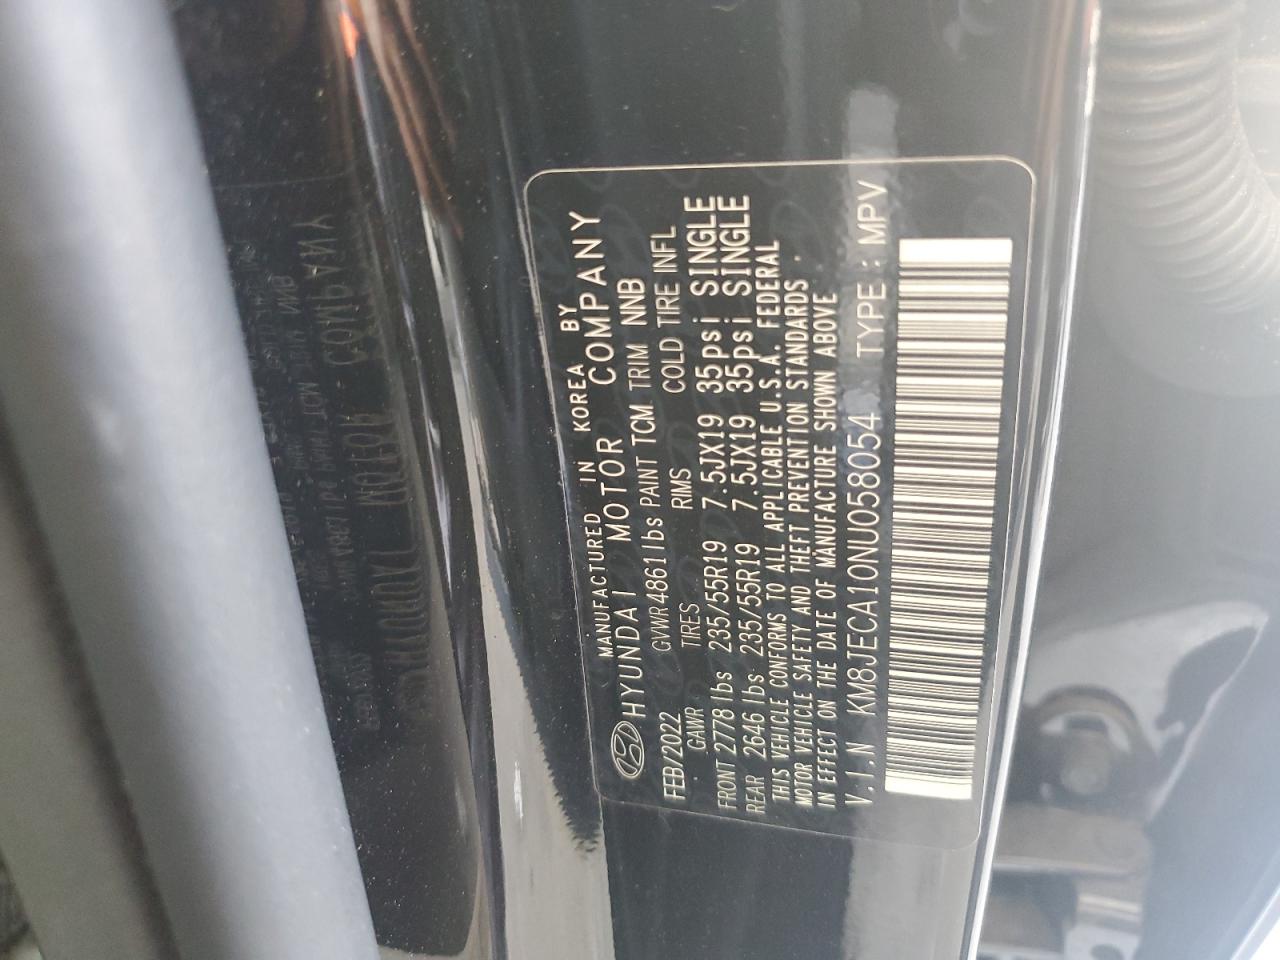 MANUFACTURED IN KOREA BY
HYUNDAI MOTOR COMPANY
FEB/2022 GVWR 4861lbs PAINT TCM TRIM NNB
GAWR TIRES RIMS COLD TIRE INFL
FRONT 2778 lbs 235/55R19 7.5JX19 35psi SINGLE
REAR 2646 lbs 235/55R19 7.5JX19 35psi SINGLE
THIS VEHICLE CONFORMS TO ALL APPLICABLE U.S.A. FEDERAL
MOTOR VEHICLE SAFETY AND THEFT PREVENTION STANDARDS
IN EFFECT ON THE DATE OF MANUFACTURE SHOWN ABOVE.
V.I.N KM8JECA10NU058054 TYPE : MPV